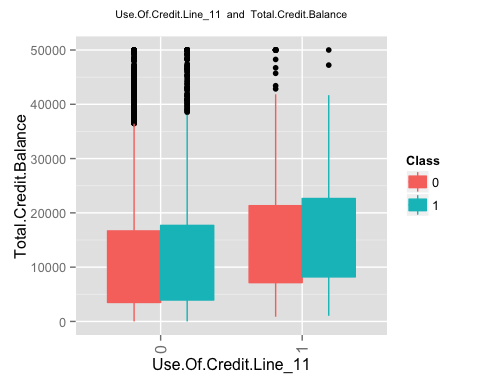 Use.Of.Credit.Line_11 and Total.Credit.Balance
50000
40000
30000
20000
10000
0
Total.Credit.Balance
0
1
Use.Of.Credit.Line_11
Class
0
1